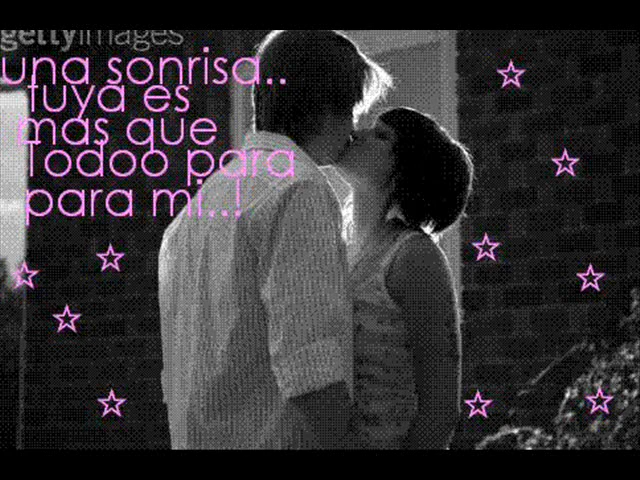 gettyimages
una sonrisa..
tuya es
mas que
Todoo para
para mi..!